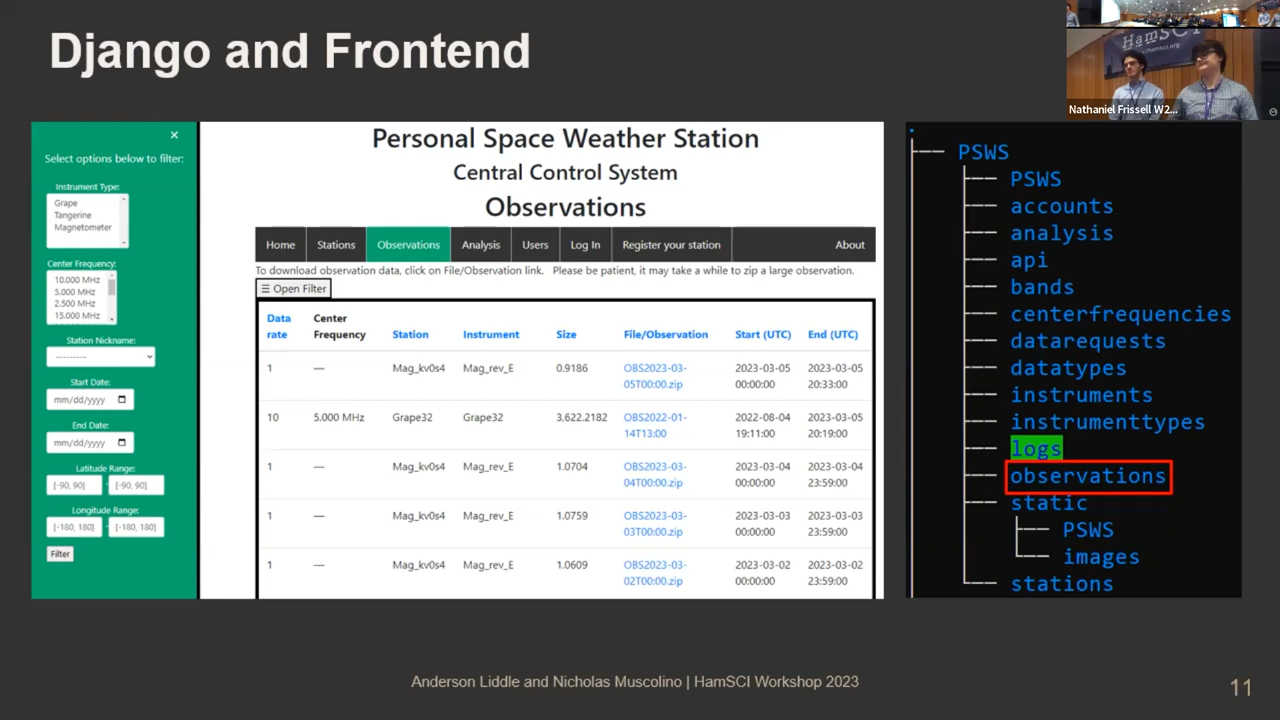 Django and Frontend
HamSCI
hamsci.org
Nathaniel Frissell W2...
×
Select options below to filter:
Instrument Type:
Grape
Tangerine
Magnetometer
Center Frequency:
10.000 MHz
5.000 MHz
2.500 MHz
15.000 MHz
Station Nickname:
---------
Start Date:
mm/dd/yyyy
End Date:
mm/dd/yyyy
Latitude Range:
[-90, 90] - [-90, 90]
Longitude Range:
[-180, 180] - [-180, 180]
Filter
Personal Space Weather Station
Central Control System
Observations
Home Stations Observations Analysis Users Log In Register your station About
To download observation data, click on File/Observation link. Please be patient, it may take a while to zip a large observation.
☰ Open Filter
Data rate Center Frequency Station Instrument Size File/Observation Start (UTC) End (UTC)
1 — Mag_kv0s4 Mag_rev_E 0.9186 OBS2023-03-05T00:00.zip 2023-03-05 00:00:00 2023-03-05 20:33:00
10 5.000 MHz Grape32 Grape32 3,622.2182 OBS2022-01-14T13:00 2022-08-04 19:11:00 2023-03-05 20:19:00
1 — Mag_kv0s4 Mag_rev_E 1.0704 OBS2023-03-04T00:00.zip 2023-03-04 00:00:00 2023-03-04 23:59:00
1 — Mag_kv0s4 Mag_rev_E 1.0759 OBS2023-03-03T00:00.zip 2023-03-03 00:00:00 2023-03-03 23:59:00
1 — Mag_kv0s4 Mag_rev_E 1.0609 OBS2023-03-02T00:00.zip 2023-03-02 00:00:00 2023-03-02 23:59:00
.
PSWS
PSWS
accounts
analysis
api
bands
centerfrequencies
datarequests
datatypes
instruments
instrumenttypes
logs
observations
static
PSWS
images
stations
Anderson Liddle and Nicholas Muscolino | HamSCI Workshop 2023
11